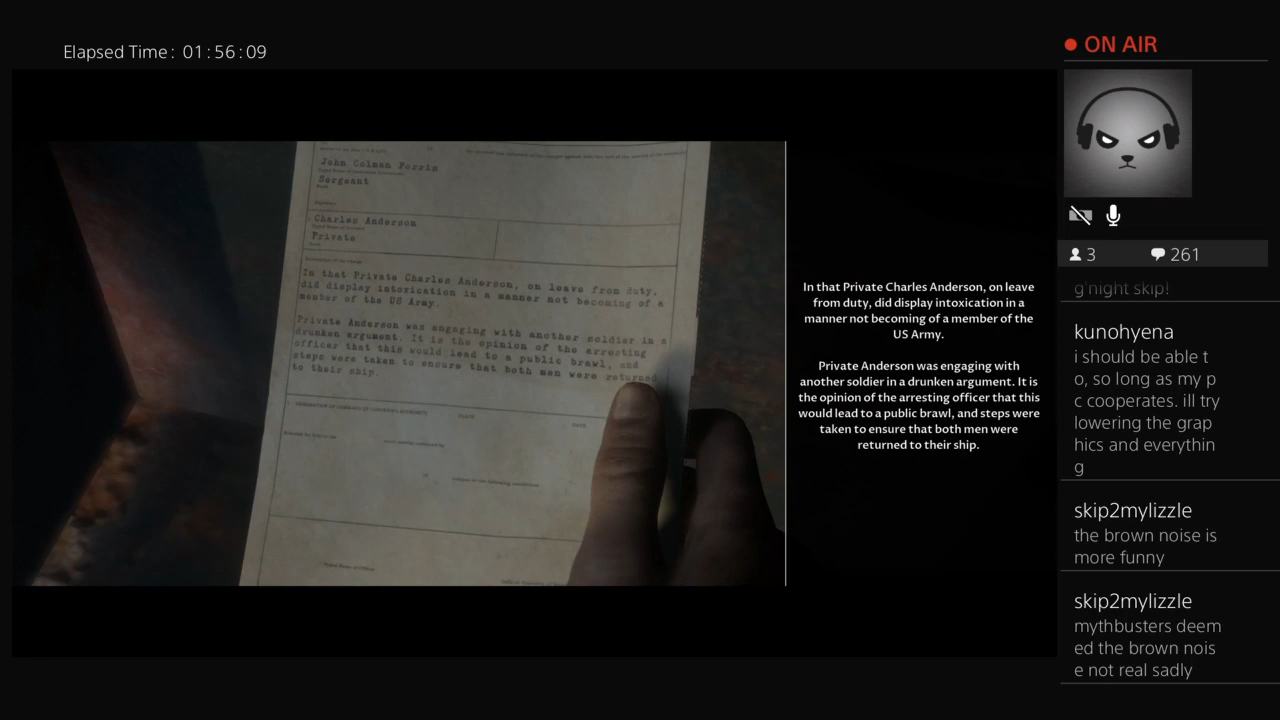 Elapsed Time: 01:56:09
ON AIR
John Colman Forrin
Sergeant
Charles Anderson
Private
In that Private Charles Anderson, on leave from duty,
did display intoxication in a manner not becoming of a
member of the US Army.
Private Anderson was engaging with another soldier in a
drunken argument. It is the opinion of the arresting
officer that this would lead to a public brawl, and
steps were taken to ensure that both men were returned
to their ship.
In that Private Charles Anderson, on leave
from duty, did display intoxication in a
manner not becoming of a member of the
US Army.
Private Anderson was engaging with
another soldier in a drunken argument. It is
the opinion of the arresting officer that this
would lead to a public brawl, and steps were
taken to ensure that both men were
returned to their ship.
3
261
g'night skip!
kunohyena
i should be able t
o, so long as my p
c cooperates. ill try
lowering the grap
hics and everythin
g
skip2mylizzle
the brown noise is
more funny
skip2mylizzle
mythbusters deem
ed the brown nois
e not real sadly